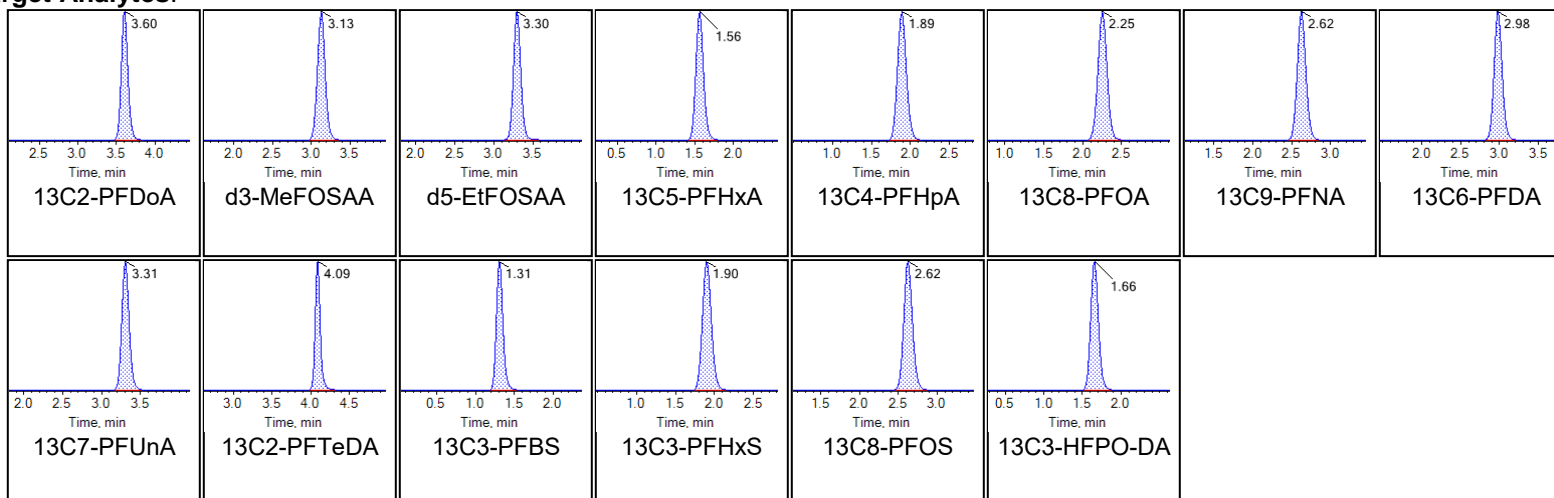 3.60 3.13 3.30 1.56 1.89 2.25 2.62 2.98
2.5 3.0 3.5 4.0 2.0 2.5 3.0 3.5 2.0 2.5 3.0 3.5 0.5 1.0 1.5 2.0 1.0 1.5 2.0 2.5 1.0 1.5 2.0 2.5 1.5 2.0 2.5 3.0 2.0 2.5 3.0 3.5
Time, min Time, min Time, min Time, min Time, min Time, min Time, min Time, min
13C2-PFDoA d3-MeFOSAA d5-EtFOSAA 13C5-PFHxA 13C4-PFHpA 13C8-PFOA 13C9-PFNA 13C6-PFDA
3.31 4.09 1.31 1.90 2.62 1.66
2.0 2.5 3.0 3.5 3.0 3.5 4.0 4.5 0.5 1.0 1.5 2.0 1.0 1.5 2.0 2.5 1.5 2.0 2.5 3.0 0.5 1.0 1.5 2.0
Time, min Time, min Time, min Time, min Time, min Time, min
13C7-PFUnA 13C2-PFTeDA 13C3-PFBS 13C3-PFHxS 13C8-PFOS 13C3-HFPO-DA